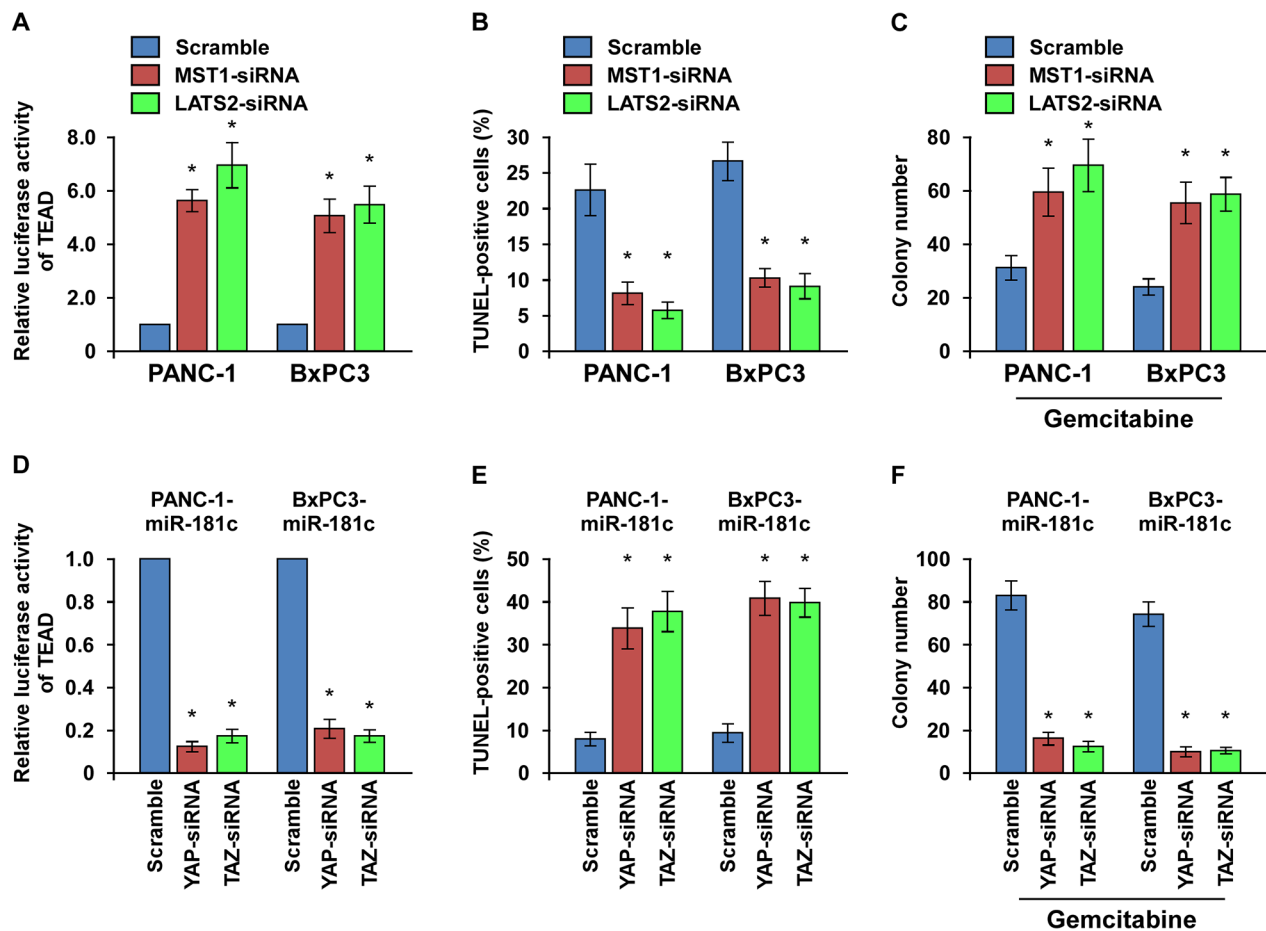 A
Scramble
MST1-siRNA
LATS2-siRNA
Relative luciferase activity
of TEAD
8.0
6.0
4.0
2.0
0
*
*
*
*
PANC-1
BxPC3
B
Scramble
MST1-siRNA
LATS2-siRNA
TUNEL-positive cells (%)
30
25
20
15
10
5
0
*
*
*
*
PANC-1
BxPC3
C
Scramble
MST1-siRNA
LATS2-siRNA
Colony number
80
60
40
20
0
*
*
*
*
PANC-1
BxPC3
Gemcitabine
D
PANC-1-
miR-181c
BxPC3-
miR-181c
Relative luciferase activity
of TEAD
1.0
0.8
0.6
0.4
0.2
0
*
*
*
*
Scramble
YAP-siRNA
TAZ-siRNA
Scramble
YAP-siRNA
TAZ-siRNA
E
PANC-1-
miR-181c
BxPC3-
miR-181c
TUNEL-positive cells (%)
50
40
30
20
10
0
*
*
*
*
Scramble
YAP-siRNA
TAZ-siRNA
Scramble
YAP-siRNA
TAZ-siRNA
F
PANC-1-
miR-181c
BxPC3-
miR-181c
Colony number
100
80
60
40
20
0
*
*
*
*
Scramble
YAP-siRNA
TAZ-siRNA
Scramble
YAP-siRNA
TAZ-siRNA
Gemcitabine